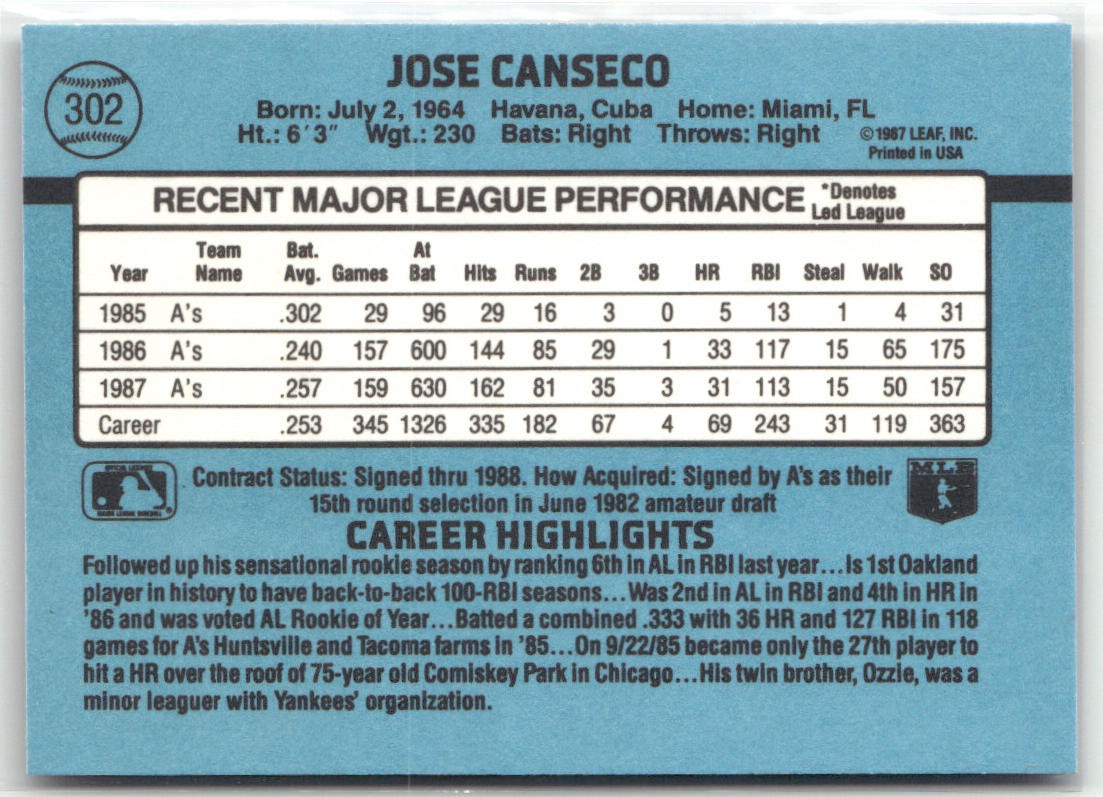 302
JOSE CANSECO
Born: July 2, 1964 Havana, Cuba Home: Miami, FL
Ht.: 6'3" Wgt.: 230 Bats: Right Throws: Right
©1987 LEAF, INC.
Printed in USA
RECENT MAJOR LEAGUE PERFORMANCE *Denotes
Led League
Team Bat. At
Year Name Avg. Games Bat Hits Runs 2B 3B HR RBI Steal Walk SO
1985 A's .302 29 96 29 16 3 0 5 13 1 4 31
1986 A's .240 157 600 144 85 29 1 33 117 15 65 175
1987 A's .257 159 630 162 81 35 3 31 113 15 50 157
Career .253 345 1326 335 182 67 4 69 243 31 119 363
OFFICIAL LICENSEE
MAJOR LEAGUE BASEBALL ®
MLB
Contract Status: Signed thru 1988. How Acquired: Signed by A's as their
15th round selection in June 1982 amateur draft
CAREER HIGHLIGHTS
Followed up his sensational rookie season by ranking 6th in AL in RBI last year...Is 1st Oakland
player in history to have back-to-back 100-RBI seasons...Was 2nd in AL in RBI and 4th in HR in
'86 and was voted AL Rookie of Year...Batted a combined .333 with 36 HR and 127 RBI in 118
games for A's Huntsville and Tacoma farms in '85...On 9/22/85 became only the 27th player to
hit a HR over the roof of 75-year old Comiskey Park in Chicago...His twin brother, Ozzie, was a
minor leaguer with Yankees' organization.